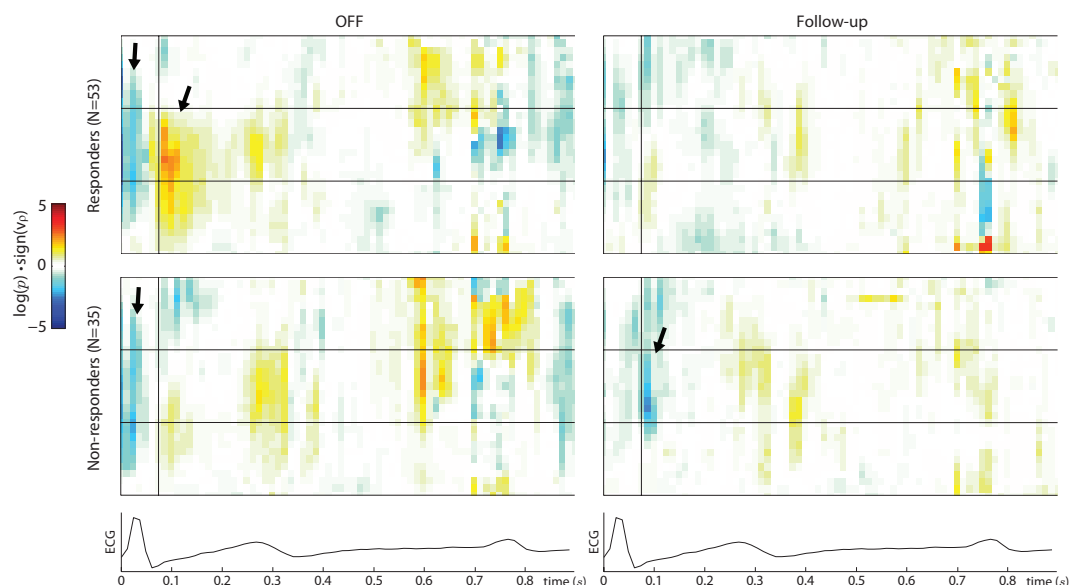 OFF
Follow-up
Responders (N=53)
5
0
−5
log(p) •sign(vρ)
Non-responders (N=35)
ECG
ECG
0 0.1 0.2 0.3 0.4 0.5 0.6 0.7 0.8 time (s)
0 0.1 0.2 0.3 0.4 0.5 0.6 0.7 0.8 time (s)